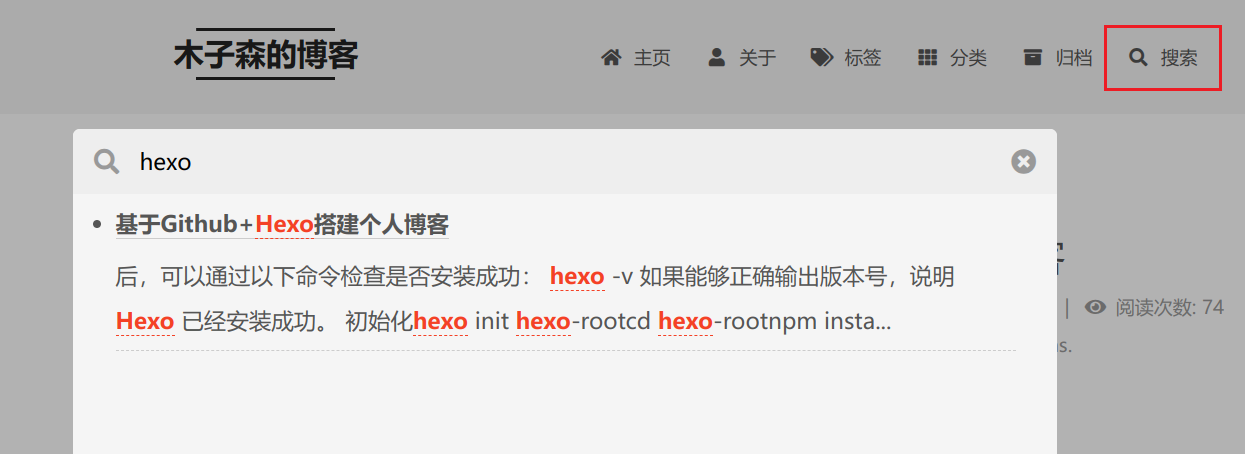 木子森的博客
主页 关于 标签 分类 归档 搜索
hexo
基于Github+Hexo搭建个人博客
后，可以通过以下命令检查是否安装成功： hexo -v 如果能够正确输出版本号，说明
Hexo 已经安装成功。 初始化hexo init hexo-rootcd hexo-rootnpm insta...
| 阅读次数: 74